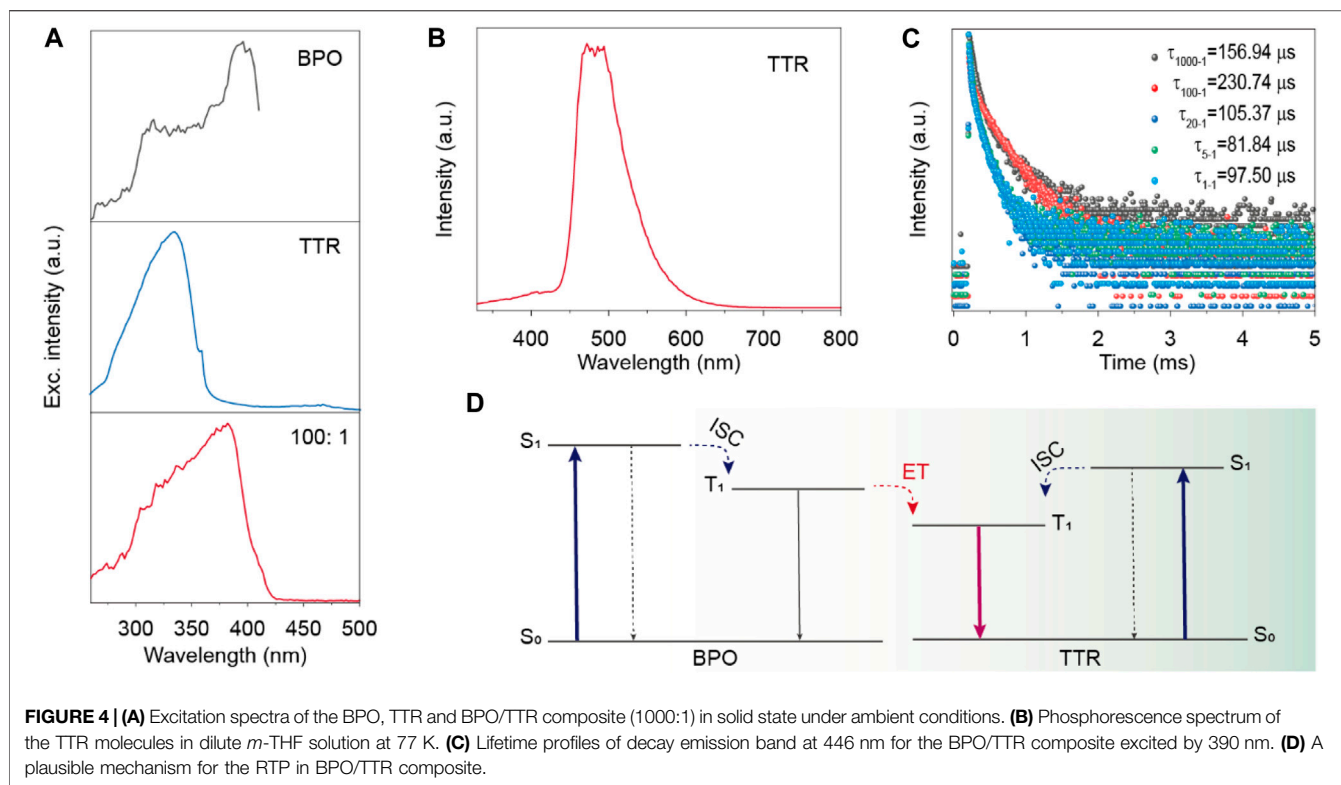 A
BPO
TTR
100: 1
Exc. intensity (a.u.)
300 350 400 450 500
Wavelength (nm)
B
TTR
Intensity (a.u.)
400 500 600 700 800
Wavelength (nm)
C
τ1000-1=156.94 μs
τ100-1=230.74 μs
τ20-1=105.37 μs
τ5-1=81.84 μs
τ1-1=97.50 μs
Intensity (a.u.)
0 1 2 3 4 5
Time (ms)
D
S1
ISC
T1
ET
ISC
S1
T1
S0
BPO
TTR
S0
FIGURE 4 | (A) Excitation spectra of the BPO, TTR and BPO/TTR composite (1000:1) in solid state under ambient conditions. (B) Phosphorescence spectrum of
the TTR molecules in dilute m-THF solution at 77 K. (C) Lifetime profiles of decay emission band at 446 nm for the BPO/TTR composite excited by 390 nm. (D) A
plausible mechanism for the RTP in BPO/TTR composite.